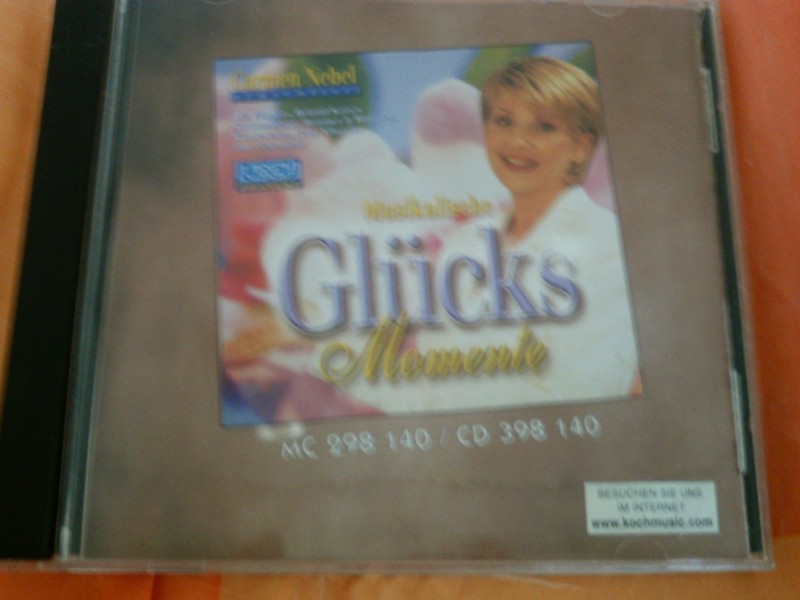 Carmen Nebel
KOCH
Musikalische
Glücks
Momente
MC 298 140 / CD 398 140
BESUCHEN SIE UNS
IM INTERNET
www.kochmusic.com